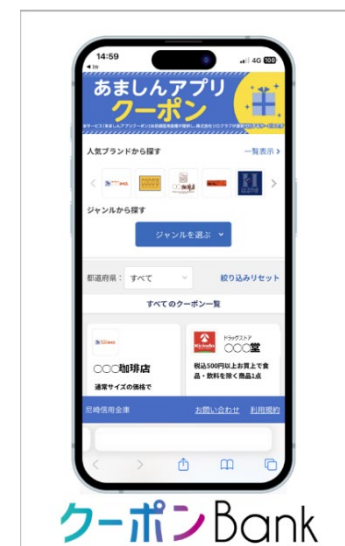 14:59
4G 100
あましんアプリ
クーポン
人気ブランドから探す
一覧表示 >
ジャンルから探す
ジャンルを選ぶ
都道府県： すべて
絞り込みリセット
すべてのクーポン一覧
○○○珈琲店
通常サイズの価格で
ドラッグストア
○○○堂
税込500円以上お買上で食
品・飲料を除く商品1点
尼崎信用金庫
お問い合わせ 利用規約
クーポンBank